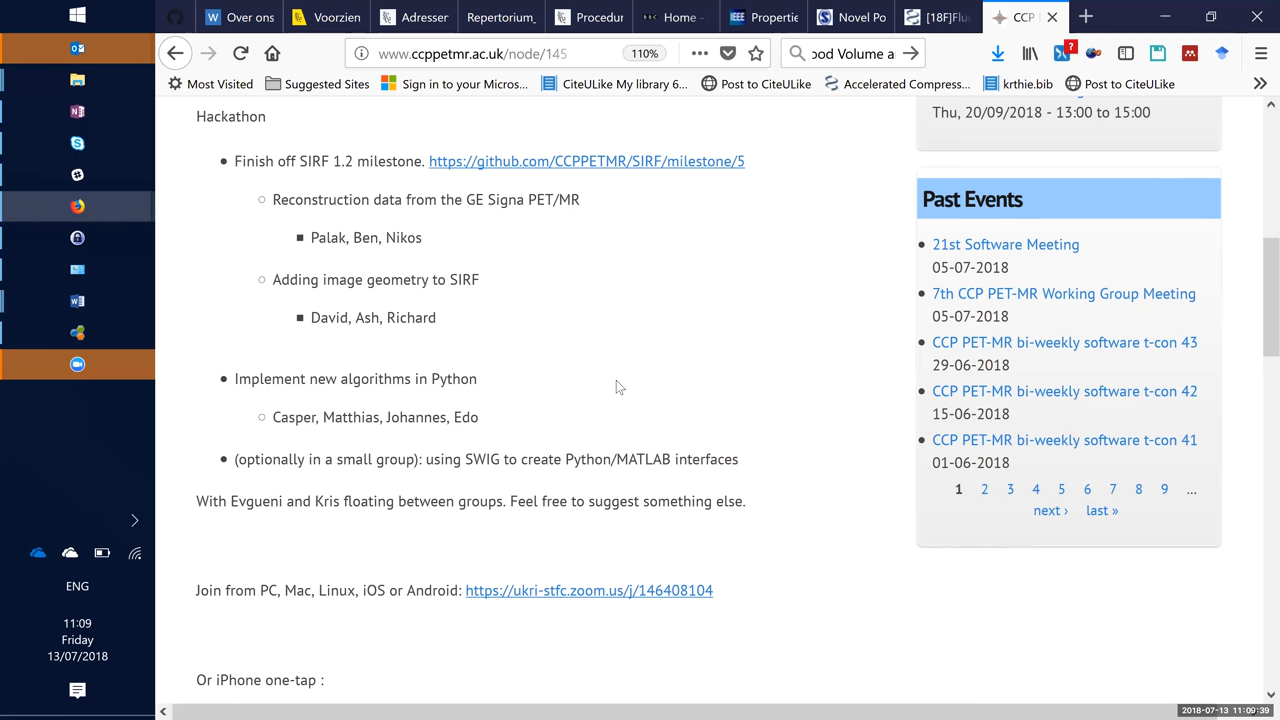 Over ons
Voorzien
Adresser
Repertorium_
Procedur
BSC
Home -
IEEE
Propertie
Novel Po
[18F]Flu
CCP
www.ccppetmr.ac.uk/node/145
110%
ood Volume a
?
Most Visited
Suggested Sites
Sign in to your Micros...
CiteULike My library 6...
Post to CiteULike
Accelerated Compress...
krthie.bib
Post to CiteULike
Hackathon
Finish off SIRF 1.2 milestone. https://github.com/CCPPETMR/SIRF/milestone/5
Reconstruction data from the GE Signa PET/MR
Palak, Ben, Nikos
Adding image geometry to SIRF
David, Ash, Richard
Implement new algorithms in Python
Casper, Matthias, Johannes, Edo
(optionally in a small group): using SWIG to create Python/MATLAB interfaces
With Evgueni and Kris floating between groups. Feel free to suggest something else.
Join from PC, Mac, Linux, iOS or Android: https://ukri-stfc.zoom.us/j/146408104
Or iPhone one-tap :
Thu, 20/09/2018 - 13:00 to 15:00
Past Events
21st Software Meeting
05-07-2018
7th CCP PET-MR Working Group Meeting
05-07-2018
CCP PET-MR bi-weekly software t-con 43
29-06-2018
CCP PET-MR bi-weekly software t-con 42
15-06-2018
CCP PET-MR bi-weekly software t-con 41
01-06-2018
1 2 3 4 5 6 7 8 9 ...
next › last »
ENG
11:09
Friday
13/07/2018
2018-07-13 11:09:39